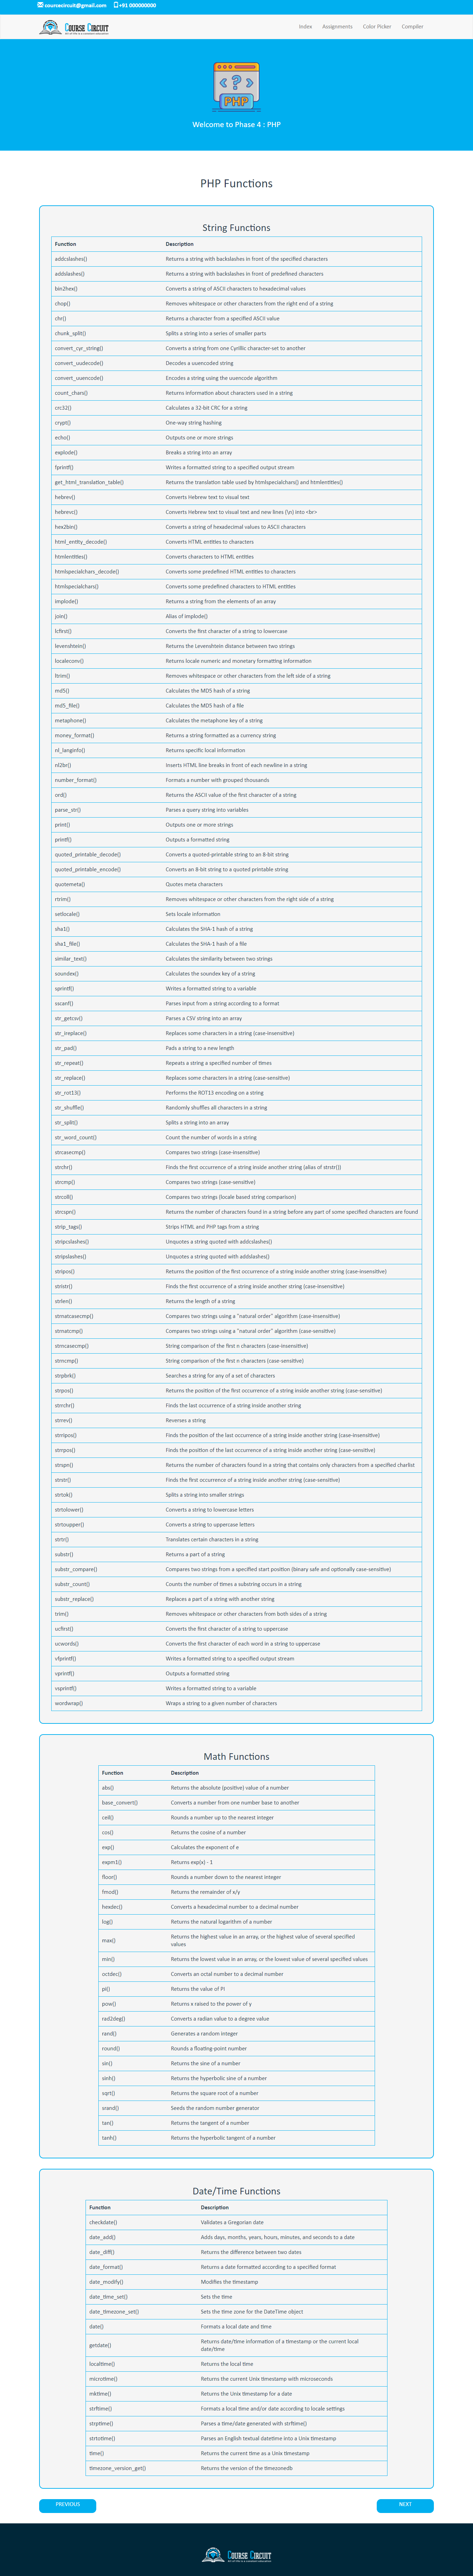 coursecircuit@gmail.com +91 000000000
COURSE CIRCUIT
Index Assignments Color Picker Compiler
PHP
Welcome to Phase 4 : PHP
PHP Functions
String Functions
Function Description
addcslashes() Returns a string with backslashes in front of the specified characters
addslashes() Returns a string with backslashes in front of predefined characters
bin2hex() Converts a string of ASCII characters to hexadecimal values
chop() Removes whitespace or other characters from the right end of a string
chr() Returns a character from a specified ASCII value
chunk_split() Splits a string into a series of smaller parts
convert_cyr_string() Converts a string from one Cyrillic character-set to another
convert_uudecode() Decodes a uuencoded string
convert_uuencode() Encodes a string using the uuencode algorithm
count_chars() Returns information about characters used in a string
crc32() Calculates a 32-bit CRC for a string
crypt() One-way string hashing
echo() Outputs one or more strings
explode() Breaks a string into an array
fprintf() Writes a formatted string to a specified output stream
get_html_translation_table() Returns the translation table used by htmlspecialchars() and htmlentities()
hebrev() Converts Hebrew text to visual text
hebrevc() Converts Hebrew text to visual text and new lines (\n) into <br>
hex2bin() Converts a string of hexadecimal values to ASCII characters
html_entity_decode() Converts HTML entities to characters
htmlentities() Converts characters to HTML entities
htmlspecialchars_decode() Converts some predefined HTML entities to characters
htmlspecialchars() Converts some predefined characters to HTML entities
implode() Returns a string from the elements of an array
join() Alias of implode()
lcfirst() Converts the first character of a string to lowercase
levenshtein() Returns the Levenshtein distance between two strings
localeconv() Returns locale numeric and monetary formatting information
ltrim() Removes whitespace or other characters from the left side of a string
md5() Calculates the MD5 hash of a string
md5_file() Calculates the MD5 hash of a file
metaphone() Calculates the metaphone key of a string
money_format() Returns a string formatted as a currency string
nl_langinfo() Returns specific local information
nl2br() Inserts HTML line breaks in front of each newline in a string
number_format() Formats a number with grouped thousands
ord() Returns the ASCII value of the first character of a string
parse_str() Parses a query string into variables
print() Outputs one or more strings
printf() Outputs a formatted string
quoted_printable_decode() Converts a quoted-printable string to an 8-bit string
quoted_printable_encode() Converts an 8-bit string to a quoted printable string
quotemeta() Quotes meta characters
rtrim() Removes whitespace or other characters from the right side of a string
setlocale() Sets locale information
sha1() Calculates the SHA-1 hash of a string
sha1_file() Calculates the SHA-1 hash of a file
similar_text() Calculates the similarity between two strings
soundex() Calculates the soundex key of a string
sprintf() Writes a formatted string to a variable
sscanf() Parses input from a string according to a format
str_getcsv() Parses a CSV string into an array
str_ireplace() Replaces some characters in a string (case-insensitive)
str_pad() Pads a string to a new length
str_repeat() Repeats a string a specified number of times
str_replace() Replaces some characters in a string (case-sensitive)
str_rot13() Performs the ROT13 encoding on a string
str_shuffle() Randomly shuffles all characters in a string
str_split() Splits a string into an array
str_word_count() Count the number of words in a string
strcasecmp() Compares two strings (case-insensitive)
strchr() Finds the first occurrence of a string inside another string (alias of strstr())
strcmp() Compares two strings (case-sensitive)
strcoll() Compares two strings (locale based string comparison)
strcspn() Returns the number of characters found in a string before any part of some specified characters are found
strip_tags() Strips HTML and PHP tags from a string
stripcslashes() Unquotes a string quoted with addcslashes()
stripslashes() Unquotes a string quoted with addslashes()
stripos() Returns the position of the first occurrence of a string inside another string (case-insensitive)
stristr() Finds the first occurrence of a string inside another string (case-insensitive)
strlen() Returns the length of a string
strnatcasecmp() Compares two strings using a "natural order" algorithm (case-insensitive)
strnatcmp() Compares two strings using a "natural order" algorithm (case-sensitive)
strncasecmp() String comparison of the first n characters (case-insensitive)
strncmp() String comparison of the first n characters (case-sensitive)
strpbrk() Searches a string for any of a set of characters
strpos() Returns the position of the first occurrence of a string inside another string (case-sensitive)
strrchr() Finds the last occurrence of a string inside another string
strrev() Reverses a string
strripos() Finds the position of the last occurrence of a string inside another string (case-insensitive)
strrpos() Finds the position of the last occurrence of a string inside another string (case-sensitive)
strspn() Returns the number of characters found in a string that contains only characters from a specified charlist
strstr() Finds the first occurrence of a string inside another string (case-sensitive)
strtok() Splits a string into smaller strings
strtolower() Converts a string to lowercase letters
strtoupper() Converts a string to uppercase letters
strtr() Translates certain characters in a string
substr() Returns a part of a string
substr_compare() Compares two strings from a specified start position (binary safe and optionally case-sensitive)
substr_count() Counts the number of times a substring occurs in a string
substr_replace() Replaces a part of a string with another string
trim() Removes whitespace or other characters from both sides of a string
ucfirst() Converts the first character of a string to uppercase
ucwords() Converts the first character of each word in a string to uppercase
vfprintf() Writes a formatted string to a specified output stream
vprintf() Outputs a formatted string
vsprintf() Writes a formatted string to a variable
wordwrap() Wraps a string to a given number of characters
Math Functions
Function Description
abs() Returns the absolute (positive) value of a number
base_convert() Converts a number from one number base to another
ceil() Rounds a number up to the nearest integer
cos() Returns the cosine of a number
exp() Calculates the exponent of e
expm1() Returns exp(x) - 1
floor() Rounds a number down to the nearest integer
fmod() Returns the remainder of x/y
hexdec() Converts a hexadecimal number to a decimal number
log() Returns the natural logarithm of a number
max() Returns the highest value in an array, or the highest value of several specified
values
min() Returns the lowest value in an array, or the lowest value of several specified values
octdec() Converts an octal number to a decimal number
pi() Returns the value of PI
pow() Returns x raised to the power of y
rad2deg() Converts a radian value to a degree value
rand() Generates a random integer
round() Rounds a floating-point number
sin() Returns the sine of a number
sinh() Returns the hyperbolic sine of a number
sqrt() Returns the square root of a number
srand() Seeds the random number generator
tan() Returns the tangent of a number
tanh() Returns the hyperbolic tangent of a number
Date/Time Functions
Function Description
checkdate() Validates a Gregorian date
date_add() Adds days, months, years, hours, minutes, and seconds to a date
date_diff() Returns the difference between two dates
date_format() Returns a date formatted according to a specified format
date_modify() Modifies the timestamp
date_time_set() Sets the time
date_timezone_set() Sets the time zone for the DateTime object
date() Formats a local date and time
getdate() Returns date/time information of a timestamp or the current local
date/time
localtime() Returns the local time
microtime() Returns the current Unix timestamp with microseconds
mktime() Returns the Unix timestamp for a date
strftime() Formats a local time and/or date according to locale settings
strptime() Parses a time/date generated with strftime()
strtotime() Parses an English textual datetime into a Unix timestamp
time() Returns the current time as a Unix timestamp
timezone_version_get() Returns the version of the timezonedb
PREVIOUS NEXT
COURSE CIRCUIT